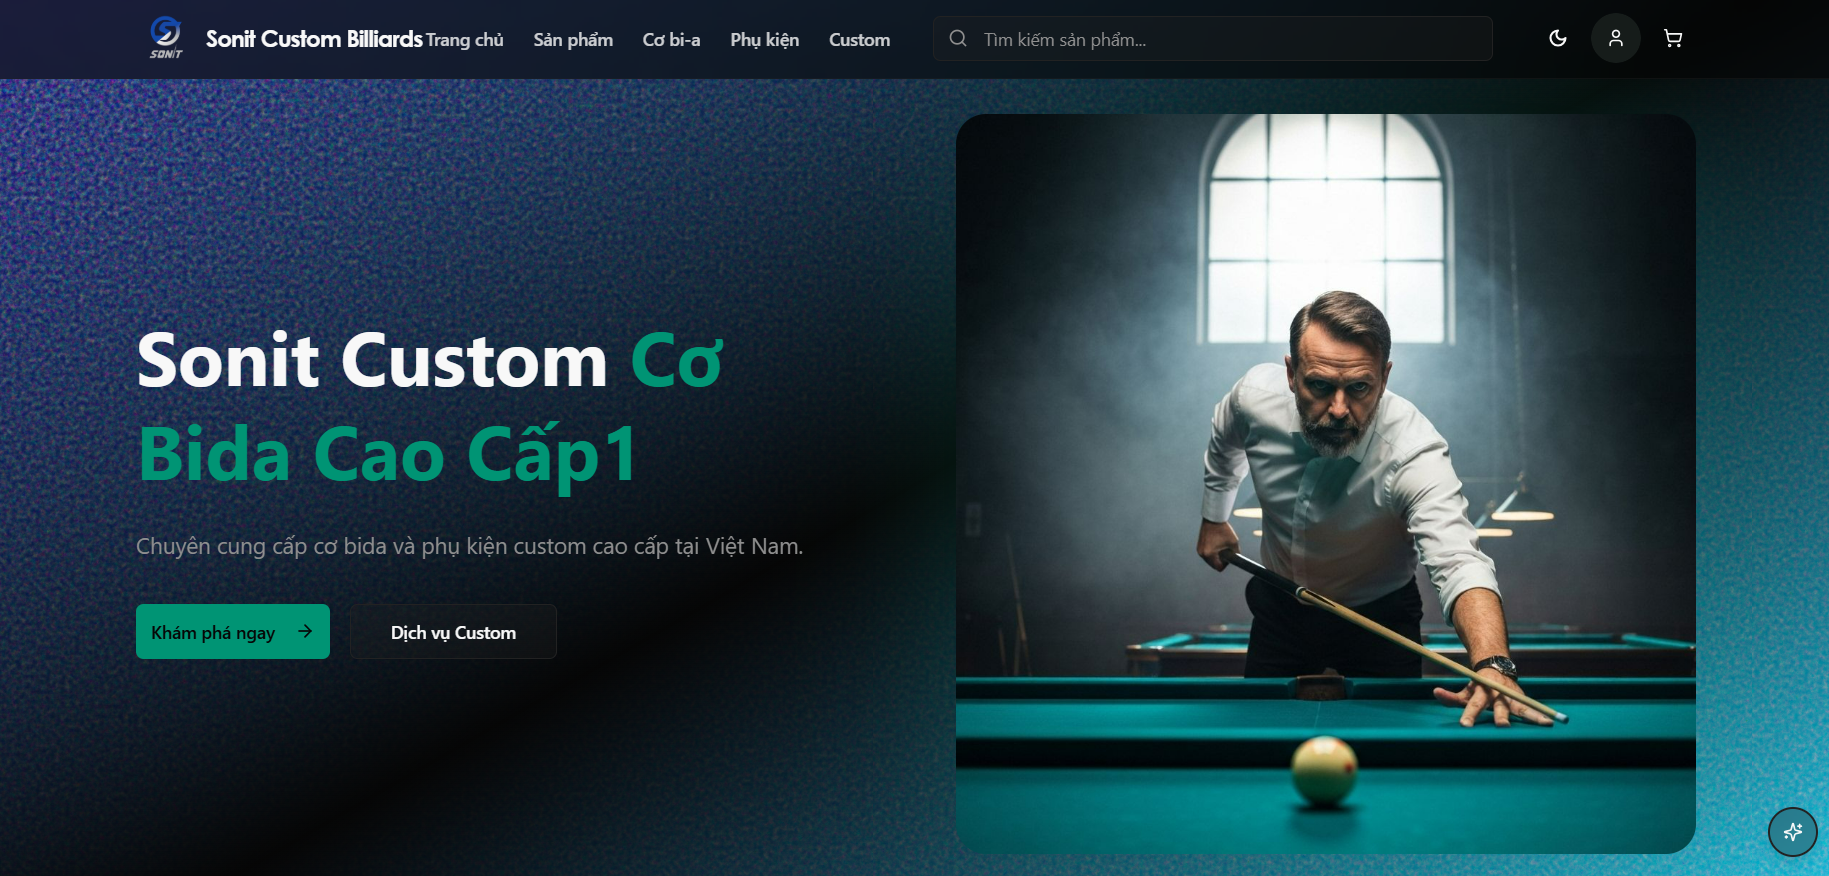 SONIT
Sonit Custom Billiards Trang chủ Sản phẩm Cơ bi-a Phụ kiện Custom Tìm kiếm sản phẩm...
Sonit Custom Cơ
Bida Cao Cấp1
Chuyên cung cấp cơ bida và phụ kiện custom cao cấp tại Việt Nam.
Khám phá ngay Dịch vụ Custom